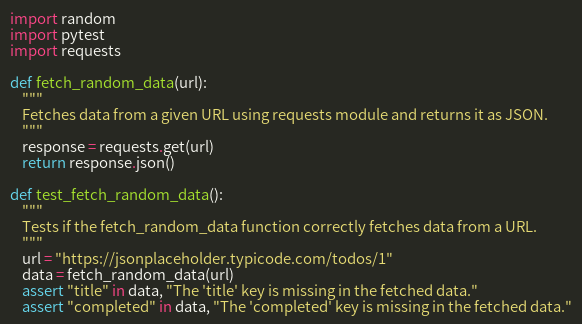 import random
import pytest
import requests
def fetch_random_data(url):
"""
Fetches data from a given URL using requests module and returns it as JSON.
"""
response = requests.get(url)
return response.json()
def test_fetch_random_data():
"""
Tests if the fetch_random_data function correctly fetches data from a URL.
"""
url = "https://jsonplaceholder.typicode.com/todos/1"
data = fetch_random_data(url)
assert "title" in data, "The 'title' key is missing in the fetched data."
assert "completed" in data, "The 'completed' key is missing in the fetched data."